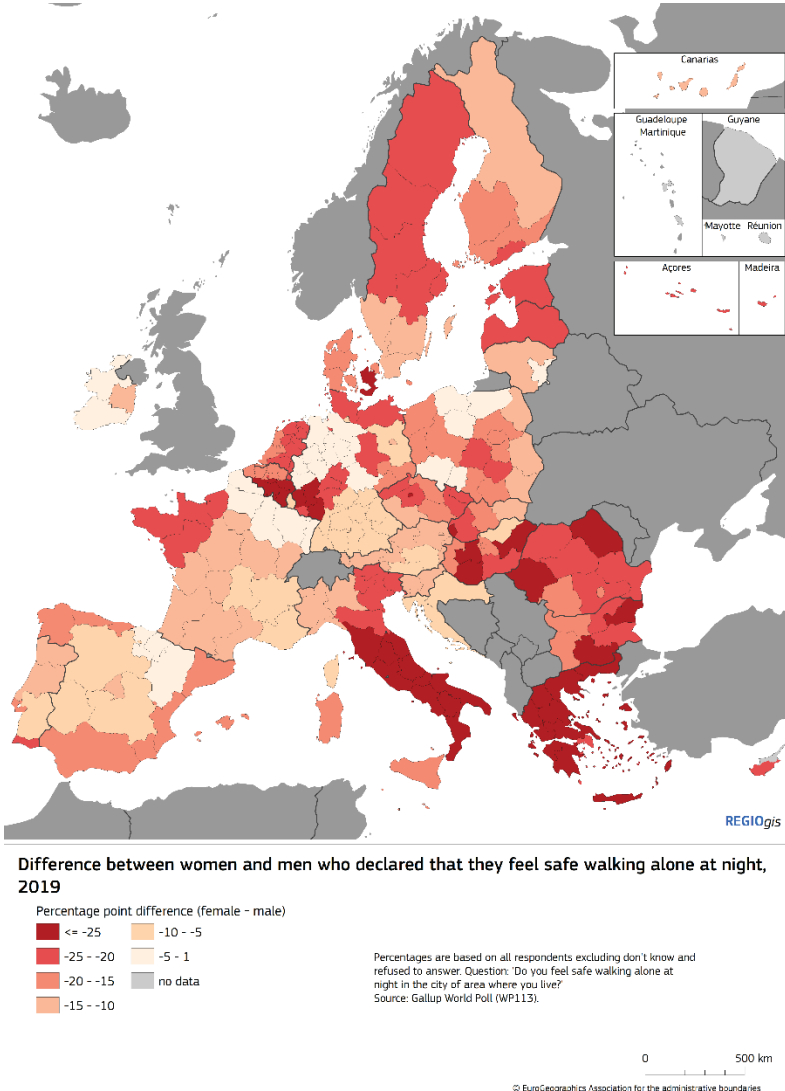 Canarias
Guadeloupe
Martinique
Guyane
Mayotte
Réunion
Açores
Madeira
REGIOgis
Difference between women and men who declared that they feel safe walking alone at night,
2019
Percentage point difference (female - male)
<= -25
-25 - -20
-20 - -15
-15 - -10
-10 - -5
-5 - 1
no data
Percentages are based on all respondents excluding don't know and
refused to answer. Question: 'Do you feel safe walking alone at
night in the city of area where you live?'
Source: Gallup World Poll (WP113).
0 500 km
© EuroGeographics Association for the administrative boundaries